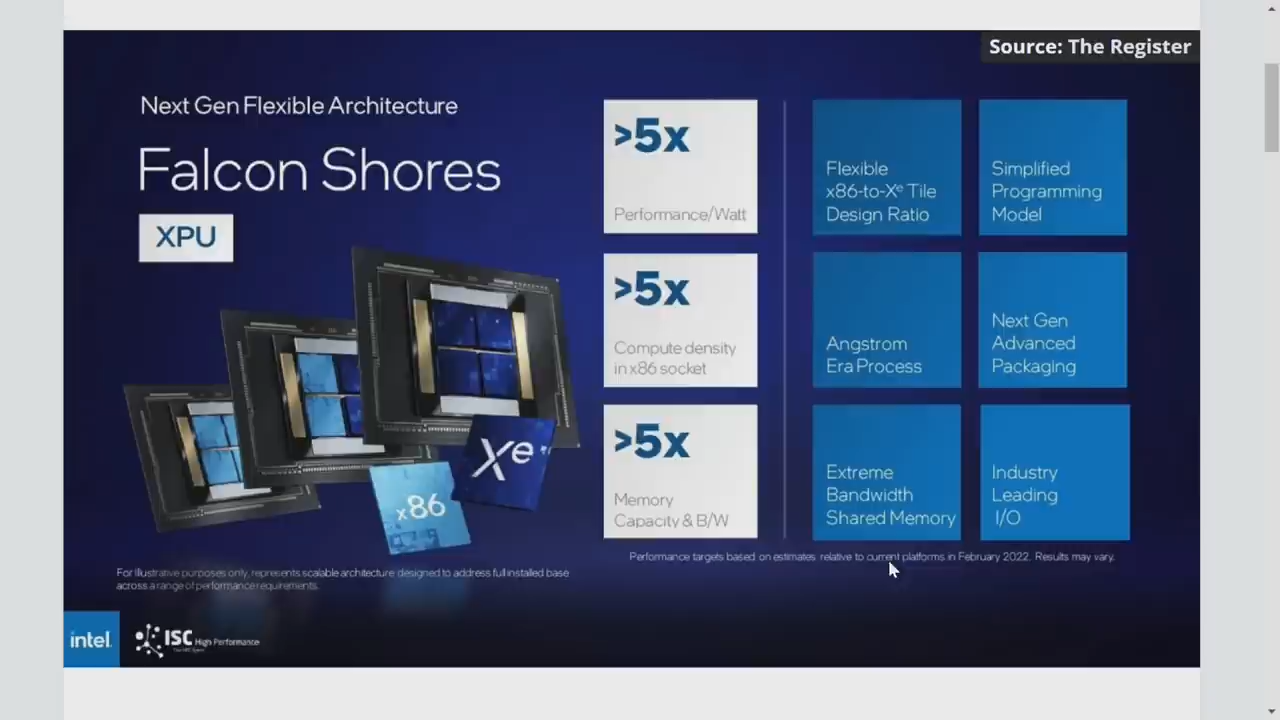 Source: The Register
Next Gen Flexible Architecture
Falcon Shores
XPU
x86
Xe
>5x
Performance/Watt
>5x
Compute density
in x86 socket
>5x
Memory
Capacity & B/W
Flexible
x86-to-Xe Tile
Design Ratio
Simplified
Programming
Model
Angstrom
Era Process
Next Gen
Advanced
Packaging
Extreme
Bandwidth
Shared Memory
Industry
Leading
I/O
Performance targets based on estimates relative to current platforms in February 2022. Results may vary.
For illustrative purposes only, represents scalable architecture designed to address full installed base
across a range of performance requirements.
intel.
ISC High Performance